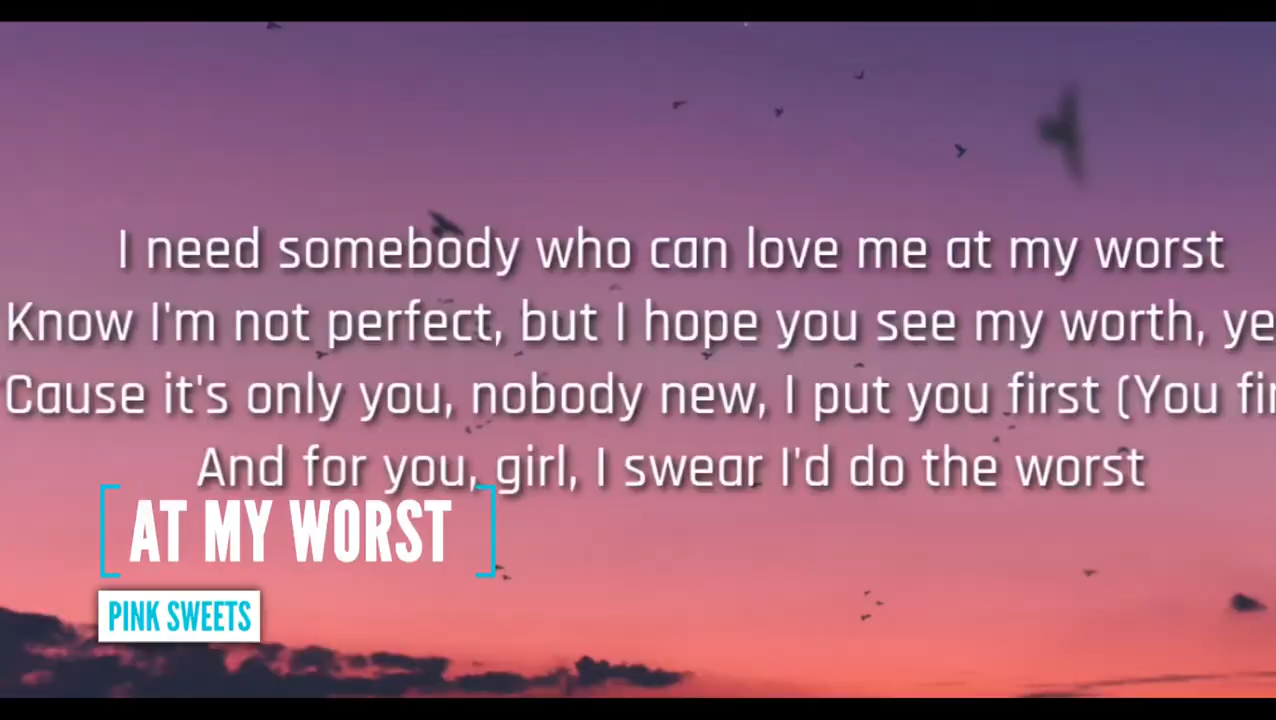 I need somebody who can love me at my worst
Know I'm not perfect, but I hope you see my worth, ye
'Cause it's only you, nobody new, I put you first (You fir
And for you, girl, I swear I'd do the worst
AT MY WORST
PINK SWEETS